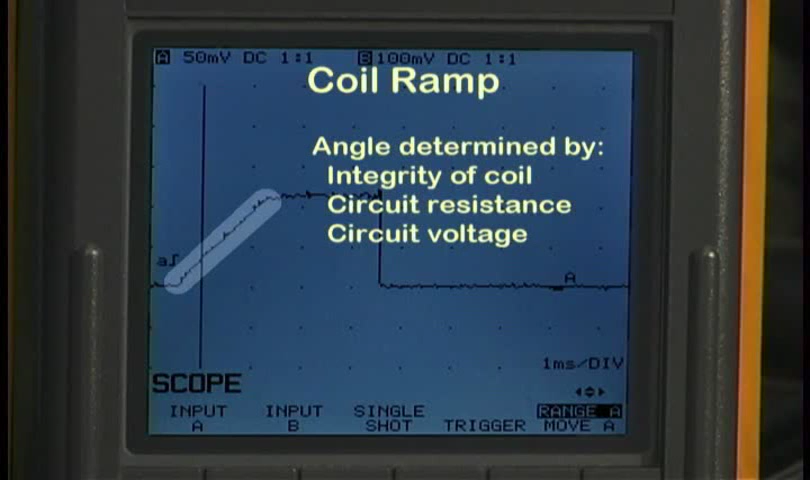 A 50mV DC 1:1 B 100mV DC 1:1
Coil Ramp
Angle determined by:
Integrity of coil
Circuit resistance
Circuit voltage
a
A
1ms/DIV
SCOPE
INPUT A
INPUT B
SINGLE SHOT
TRIGGER
RANGE A
MOVE A